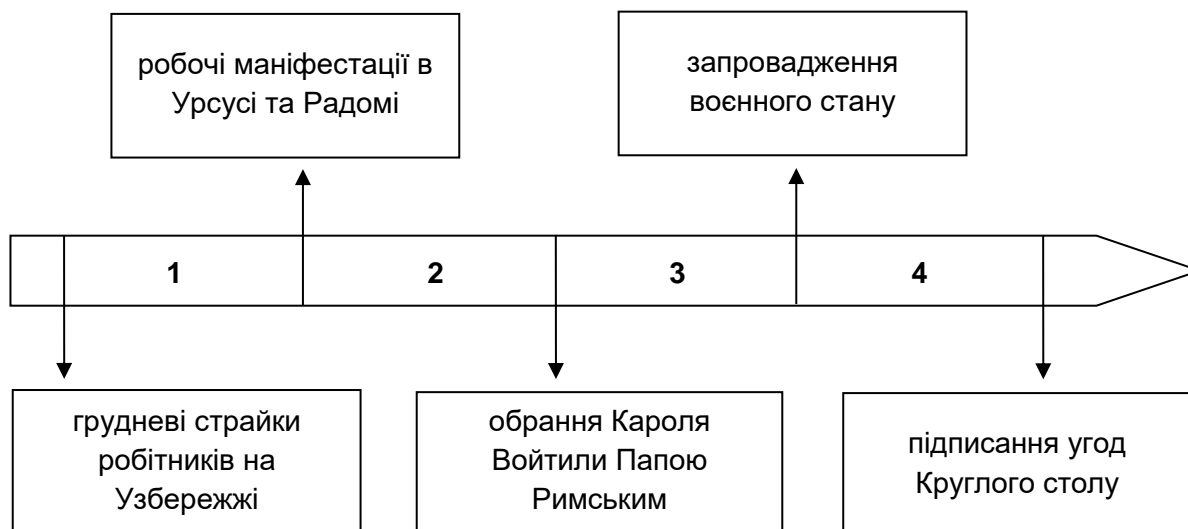 робочі маніфестації в
Урсусі та Радомі
запровадження
воєнного стану
1
2
3
4
грудневі страйки
робітників на
Узбережжі
обрання Кароля
Войтили Папою
Римським
підписання угод
Круглого столу